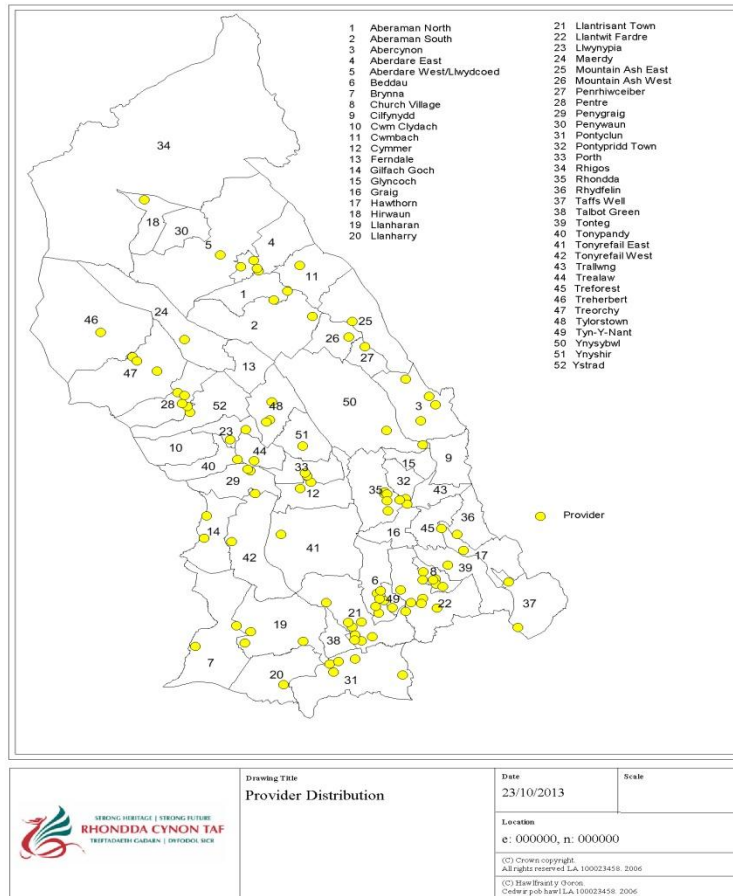 1 Aberaman North
2 Aberaman South
3 Abercynon
4 Aberdare East
5 Aberdare West/Llwydcoed
6 Beddau
7 Brynna
8 Church Village
9 Cilfynydd
10 Cwm Clydach
11 Cwmbach
12 Cymmer
13 Ferndale
14 Gilfach Goch
15 Glyncoch
16 Graig
17 Hawthorn
18 Hirwaun
19 Llanharan
20 Llanharry
21 Llantrisant Town
22 Llantwit Fardre
23 Llwynypia
24 Maerdy
25 Mountain Ash East
26 Mountain Ash West
27 Penrhiwceiber
28 Pentre
29 Penygraig
30 Penywaun
31 Pontyclun
32 Pontypridd Town
33 Porth
34 Rhigos
35 Rhondda
36 Rhydfelin
37 Taffs Well
38 Talbot Green
39 Tonteg
40 Tonypandy
41 Tonyrefail East
42 Tonyrefail West
43 Trallwng
44 Trealaw
45 Treforest
46 Treherbert
47 Treorchy
48 Tylorstown
49 Tyn-Y-Nant
50 Ynysybwl
51 Ynyshir
52 Ystrad
34
18
30
5
4
11
1
24
2
46
25
26
27
47
13
28
52
48
50
3
23
51
10
44
15
9
40
33
29
12
35
32
43
36
Provider
14
42
41
16
45
17
39
8
6
49
22
37
19
21
38
7
20
31
STRONG HERITAGE | STRONG FUTURE
RHONDDA CYNON TAF
TREFTADAETH GADARN | DYFODOL SICR
Drawing Title
Provider Distribution
Date
23/10/2013
Scale
Location
e: 000000, n: 000000
(C) Crown copyright.
All rights reserved LA 100023458. 2006
(C) Hawlfraint y Goron.
Cedwir pob hawl LA 100023458. 2006